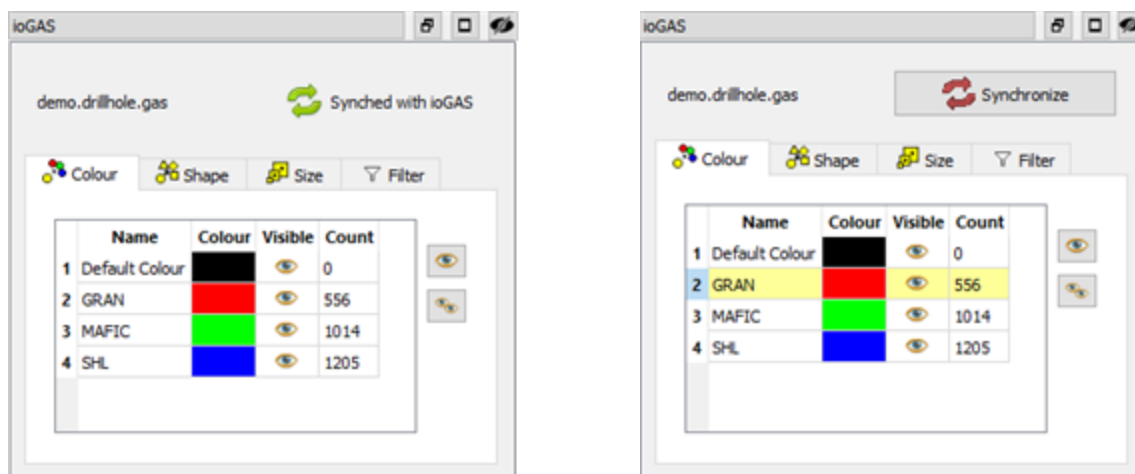 ioGAS
demo.drillhole.gas
Synched with ioGAS
Colour Shape Size Filter
Name Colour Visible Count
1 Default Colour 0
2 GRAN 556
3 MAFIC 1014
4 SHL 1205
ioGAS
demo.drillhole.gas
Synchronize
Colour Shape Size Filter
Name Colour Visible Count
1 Default Colour 0
2 GRAN 556
3 MAFIC 1014
4 SHL 1205